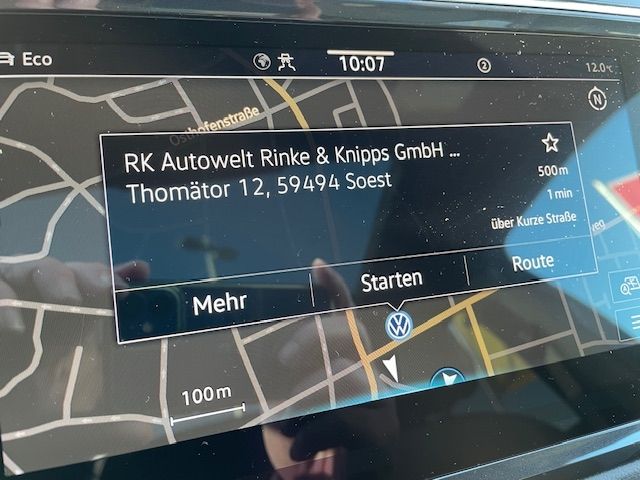 Eco
10:07
2
12.0°C
Osthofenstraße
N
RK Autowelt Rinke & Knipps GmbH ...
Thomätor 12, 59494 Soest
500 m
1 min
über Kurze Straße
Mehr
Starten
Route
100 m